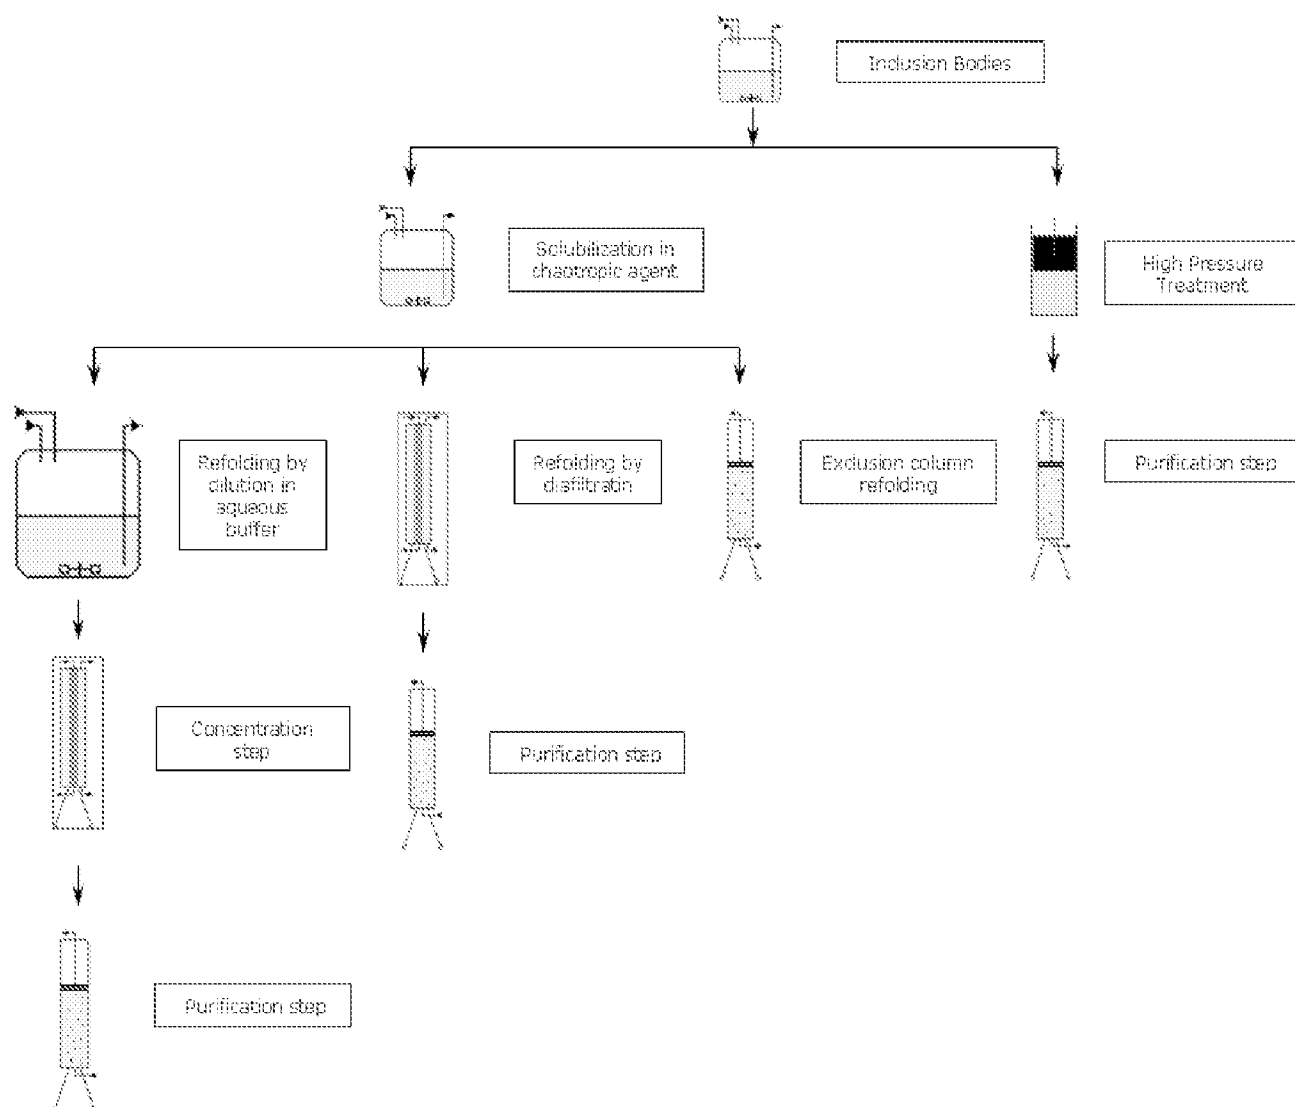 Inclusion Bodies
Solubilization in
chaotropic agent
High Pressure
Treatment
Refolding by
dilution in
aqueous
buffer
Refolding by
diafiltratin
Exclusion column
refolding
Purification step
Concentration
step
Purification step
Purification step